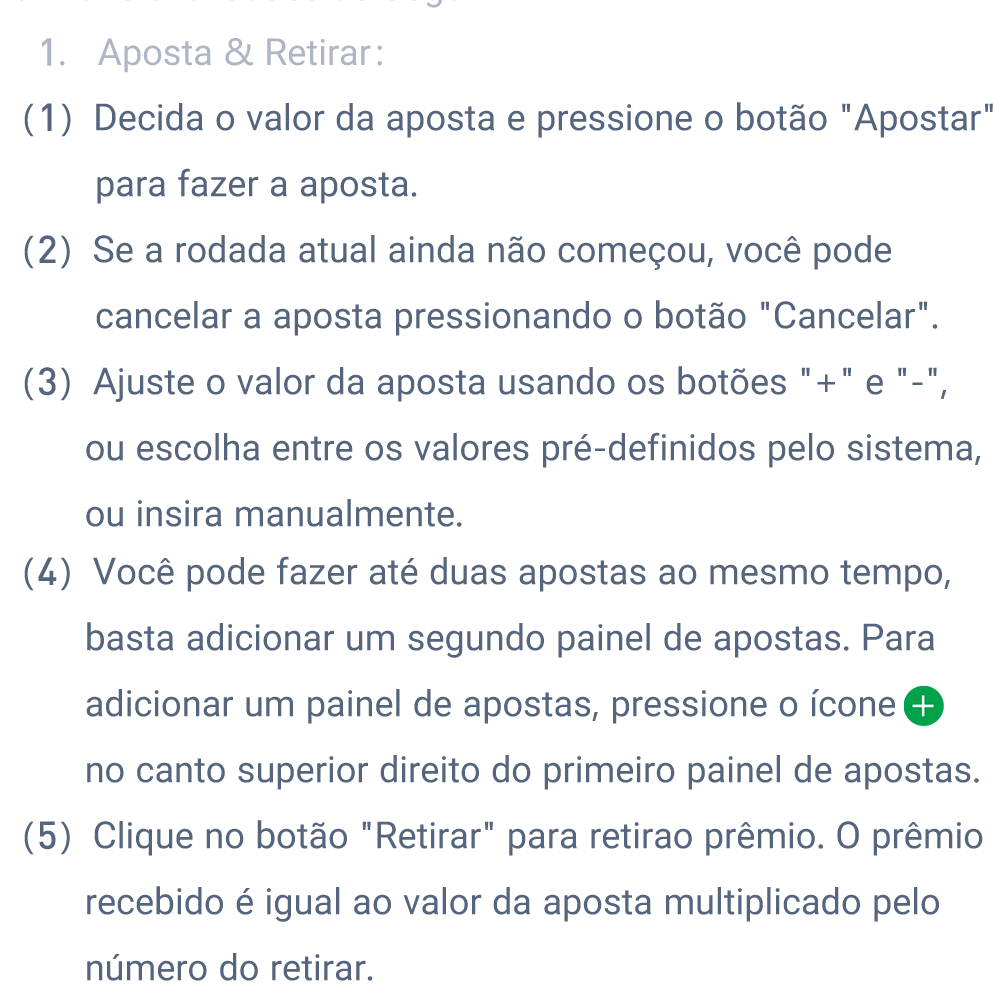 1. Aposta & Retirar:
(1) Decida o valor da aposta e pressione o botão "Apostar"
para fazer a aposta.
(2) Se a rodada atual ainda não começou, você pode
cancelar a aposta pressionando o botão "Cancelar".
(3) Ajuste o valor da aposta usando os botões "+" e "-",
ou escolha entre os valores pré-definidos pelo sistema,
ou insira manualmente.
(4) Você pode fazer até duas apostas ao mesmo tempo,
basta adicionar um segundo painel de apostas. Para
adicionar um painel de apostas, pressione o ícone +
no canto superior direito do primeiro painel de apostas.
(5) Clique no botão "Retirar" para retirao prêmio. O prêmio
recebido é igual ao valor da aposta multiplicado pelo
número do retirar.